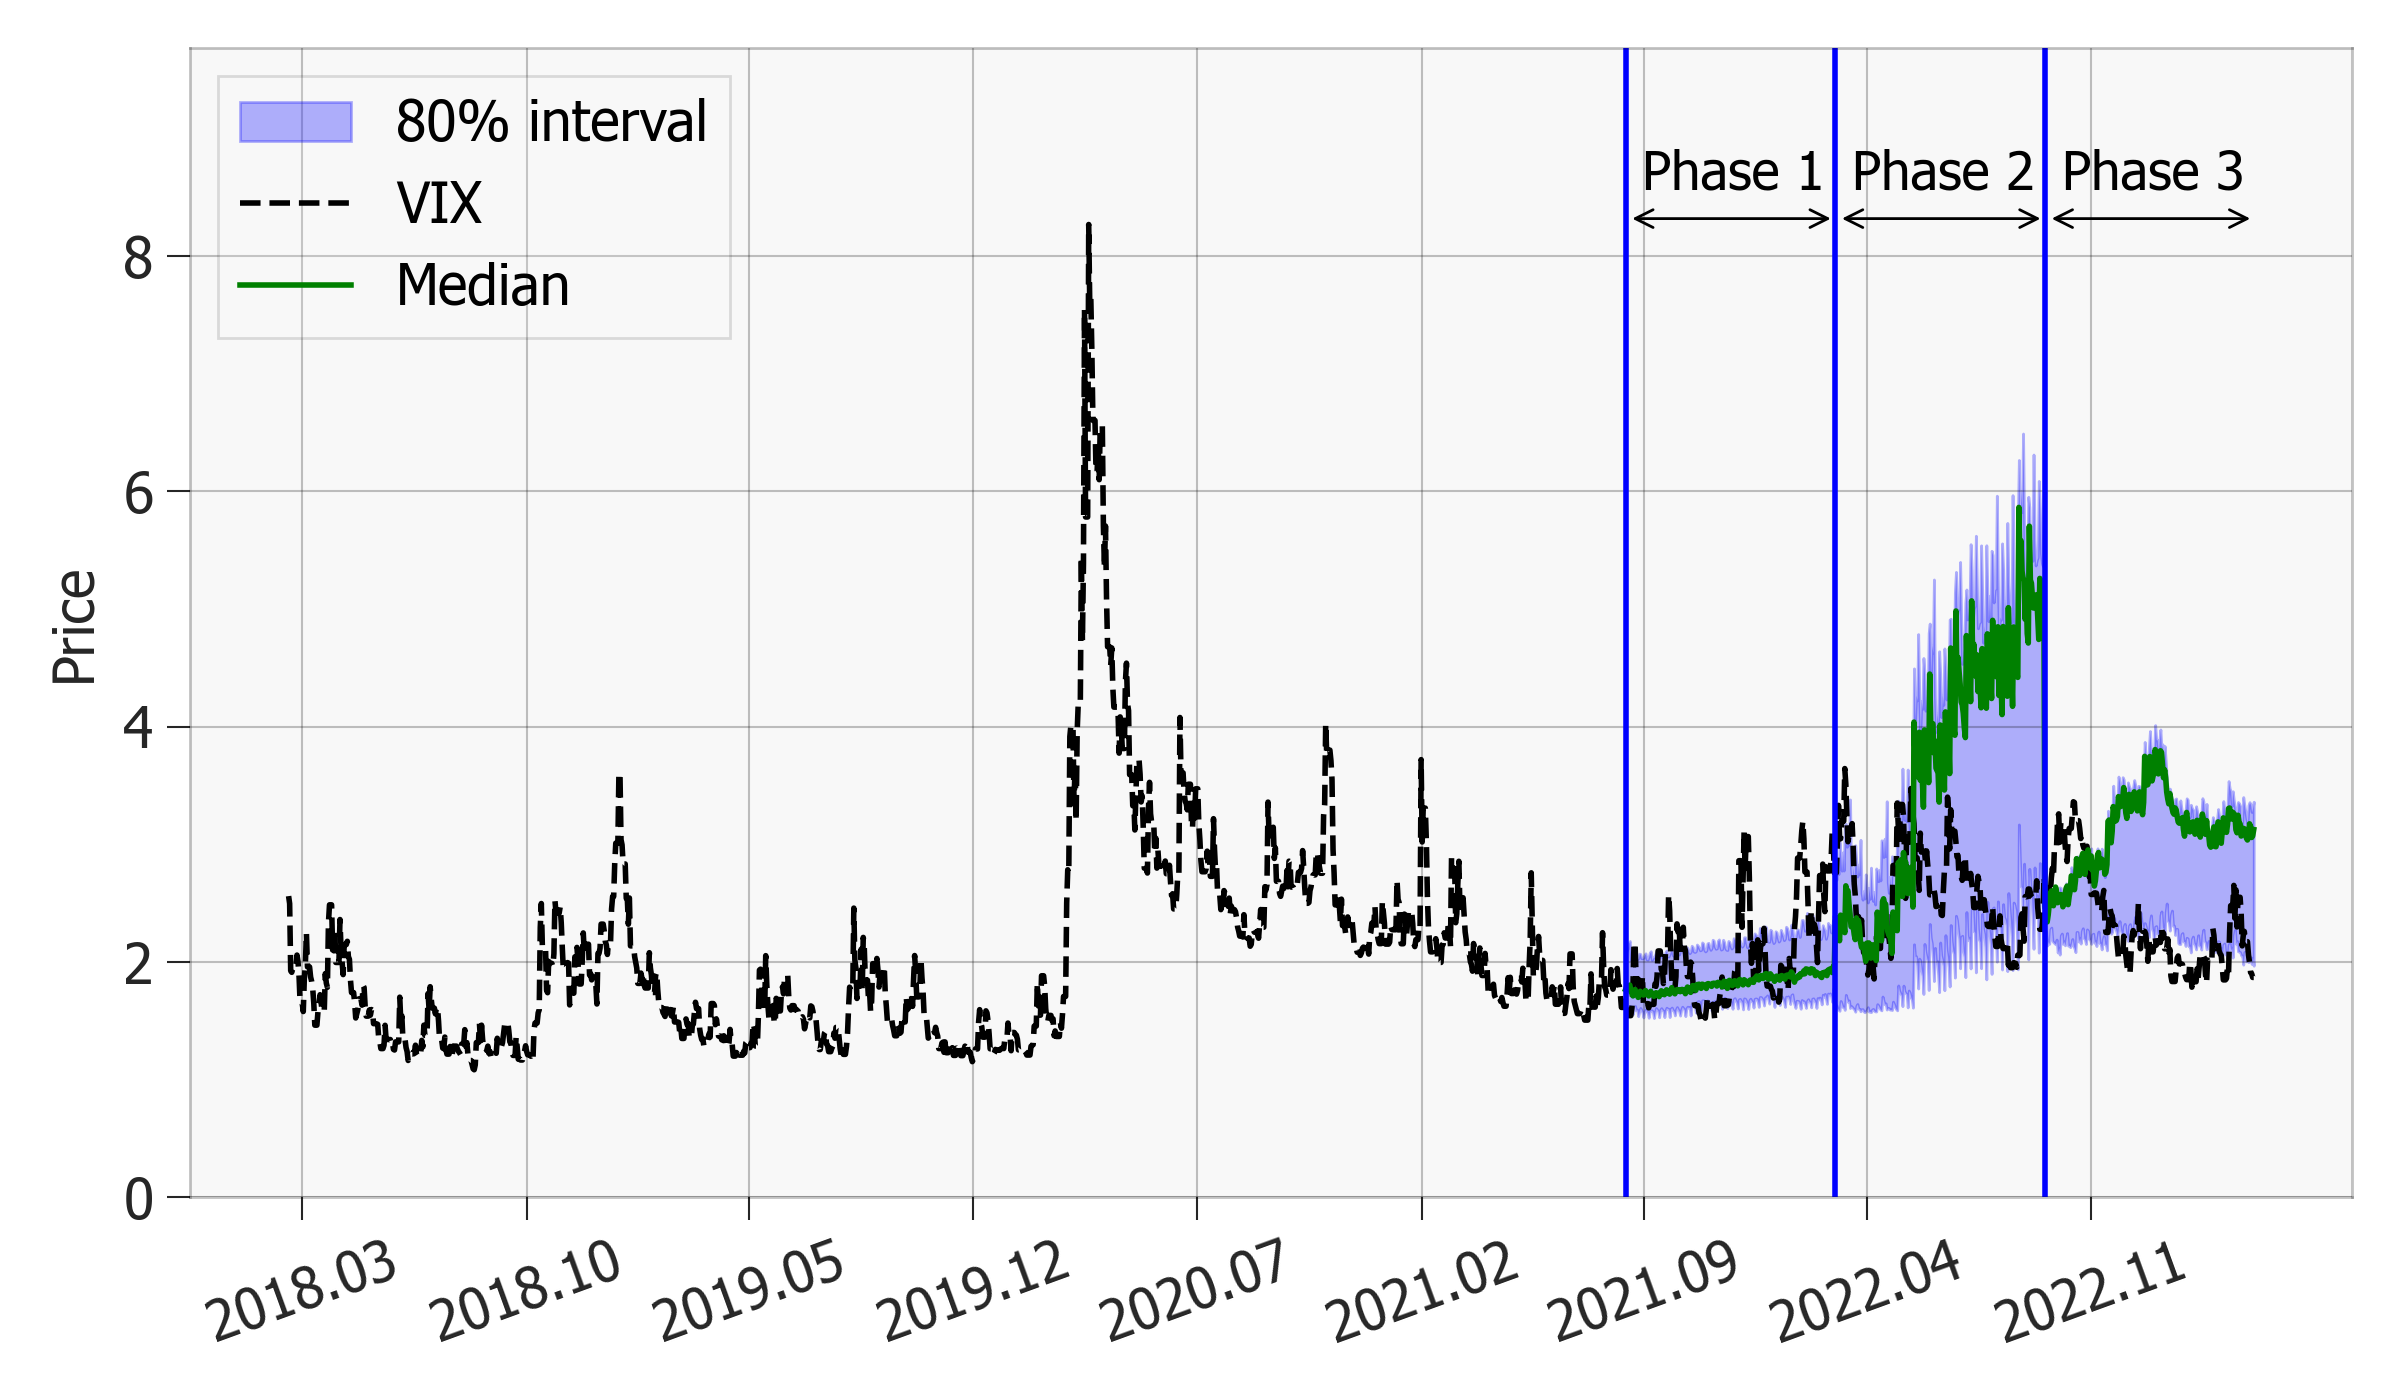 80% interval
VIX
Median
Phase 1
Phase 2
Phase 3
Price
8
6
4
2
0
2018.03
2018.10
2019.05
2019.12
2020.07
2021.02
2021.09
2022.04
2022.11